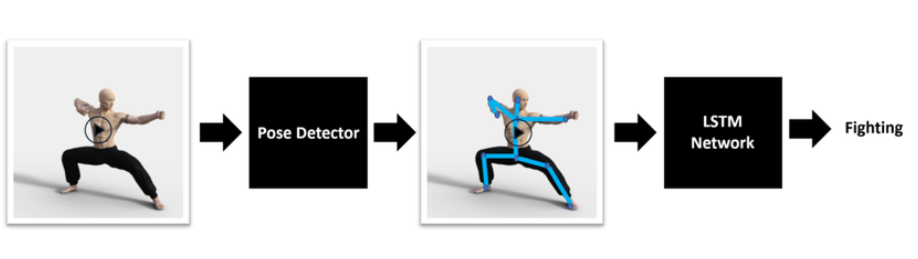 Pose Detector
LSTM
Network
Fighting